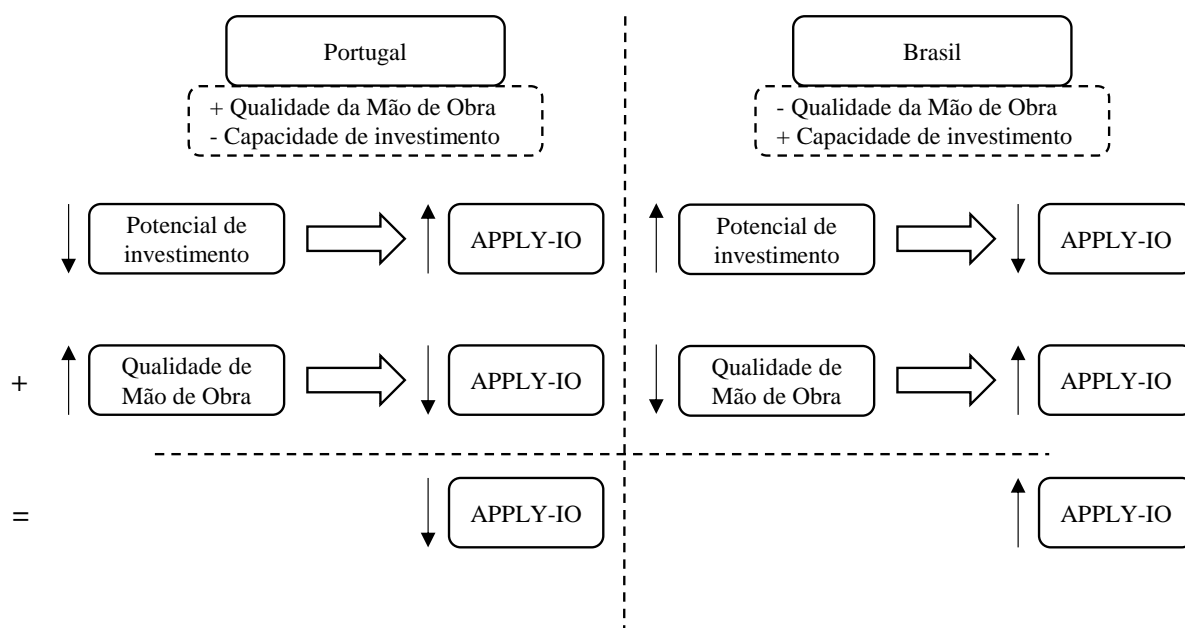 Portugal
+ Qualidade da Mão de Obra
- Capacidade de investimento
Potencial de
investimento
APPLY-IO
+
Qualidade de
Mão de Obra
APPLY-IO
=
APPLY-IO
Brasil
- Qualidade da Mão de Obra
+ Capacidade de investimento
Potencial de
investimento
APPLY-IO
Qualidade de
Mão de Obra
APPLY-IO
APPLY-IO